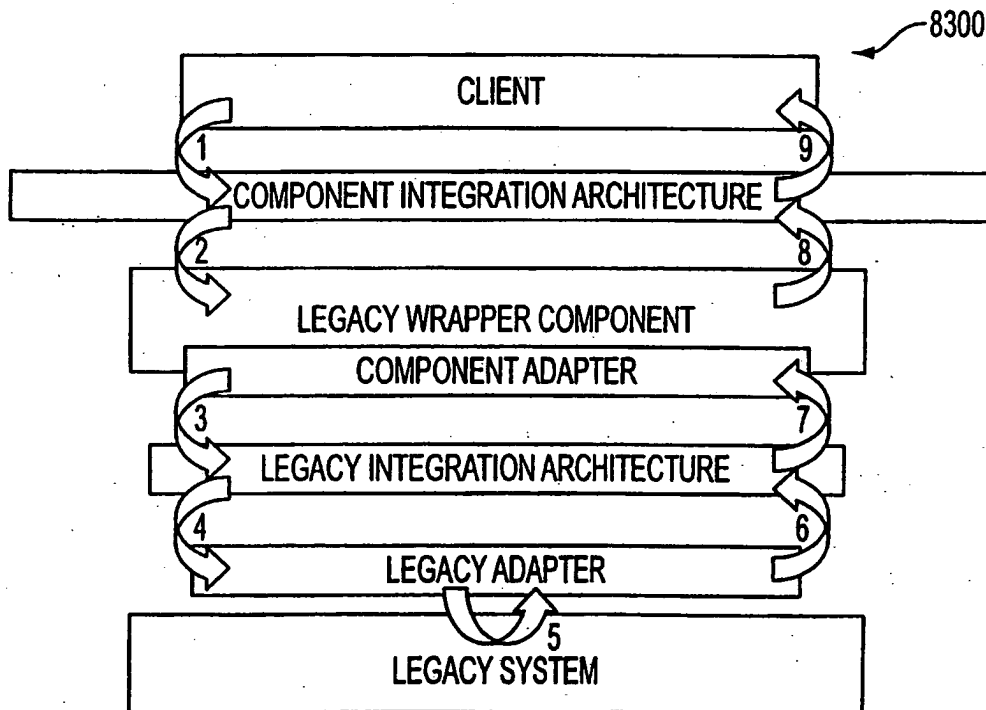 8300
CLIENT
1
9
COMPONENT INTEGRATION ARCHITECTURE
2
8
LEGACY WRAPPER COMPONENT
COMPONENT ADAPTER
3
7
LEGACY INTEGRATION ARCHITECTURE
4
6
LEGACY ADAPTER
5
LEGACY SYSTEM